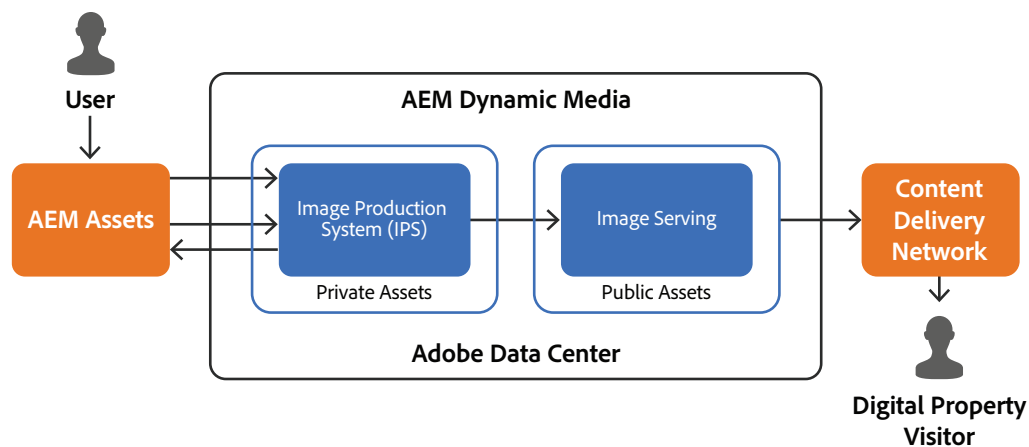 User
AEM Dynamic Media
AEM Assets
Image Production
System (IPS)
Private Assets
Image Serving
Public Assets
Content
Delivery
Network
Adobe Data Center
Digital Property
Visitor